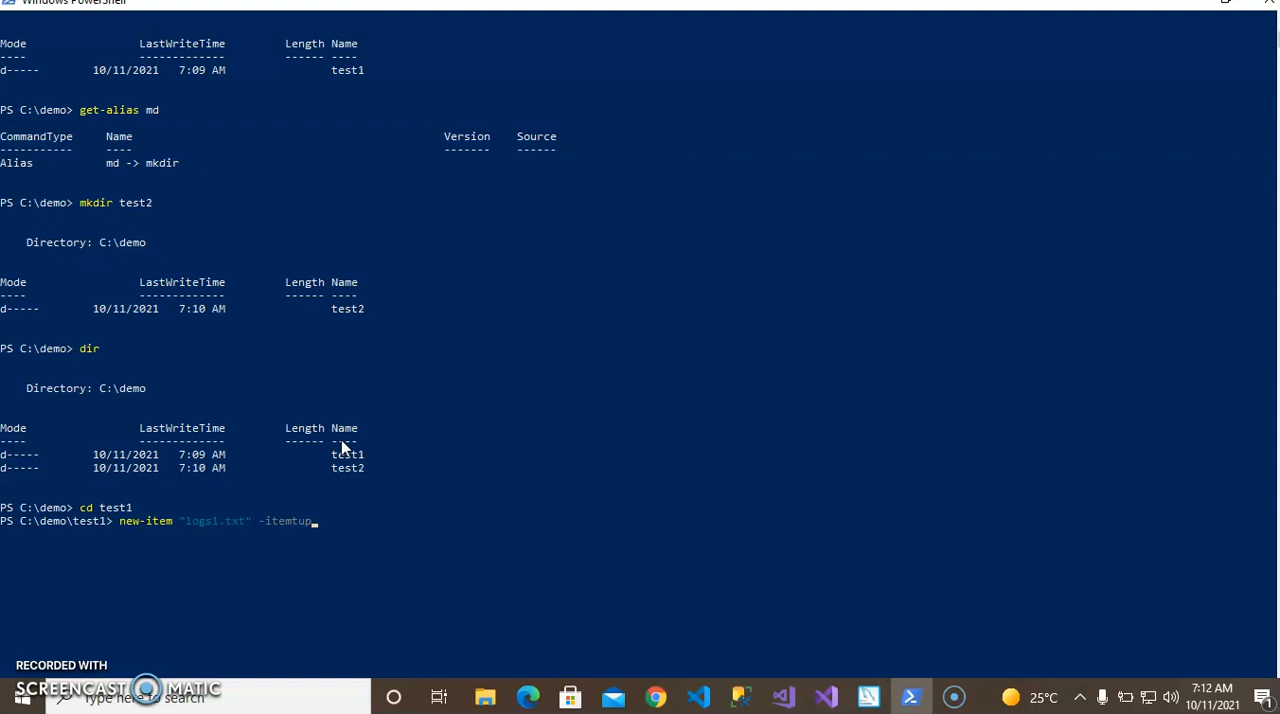 Windows PowerShell
Mode LastWriteTime Length Name
---- ------------- ------ ----
d----- 10/11/2021 7:09 AM test1
PS C:\demo> get-alias md
CommandType Name Version Source
----------- ---- ------- ------
Alias md -> mkdir
PS C:\demo> mkdir test2
Directory: C:\demo
Mode LastWriteTime Length Name
---- ------------- ------ ----
d----- 10/11/2021 7:10 AM test2
PS C:\demo> dir
Directory: C:\demo
Mode LastWriteTime Length Name
---- ------------- ------ ----
d----- 10/11/2021 7:09 AM test1
d----- 10/11/2021 7:10 AM test2
PS C:\demo> cd test1
PS C:\demo\test1> new-item "logs1.txt" -itemtup_
RECORDED WITH
SCREENCAST MATIC
Type here to search
25°C
7:12 AM
10/11/2021
1